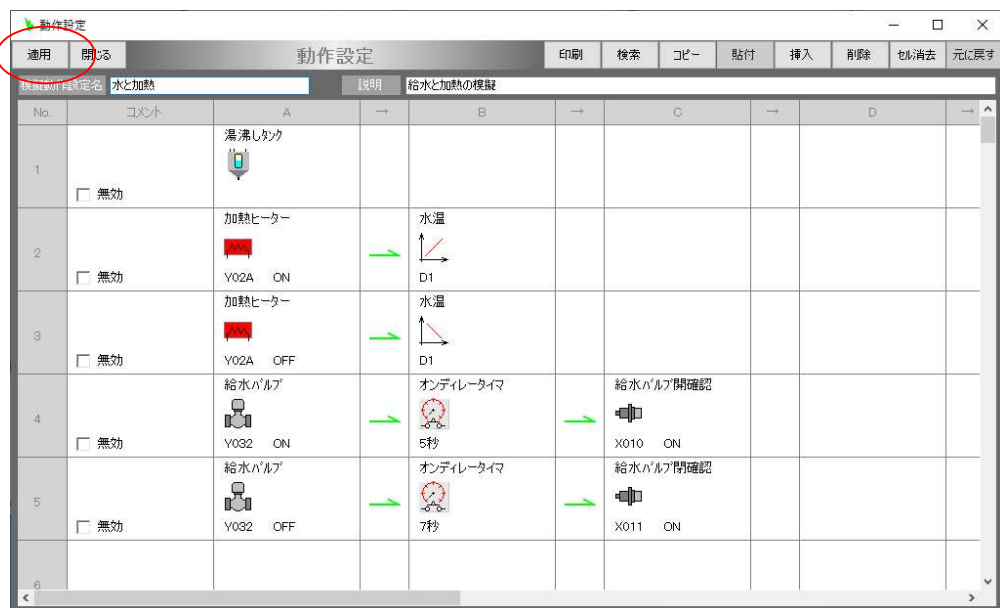 動作設定
適用 閉じる 動作設定 印刷 検索 コピー 貼付 挿入 削除 セル消去 元に戻す
模擬動作設定名 水と加熱 説明 給水と加熱の模擬
No. コメント A → B → C → D →
湯沸しタンク
1
無効
加熱ヒーター 水温
2
無効 Y02A ON D1
加熱ヒーター 水温
3
無効 Y02A OFF D1
給水バルブ オンディレータイマ 給水バルブ開確認
4
無効 Y032 ON 5秒 X010 ON
給水バルブ オンディレータイマ 給水バルブ閉確認
5
無効 Y032 OFF 7秒 X011 ON
6